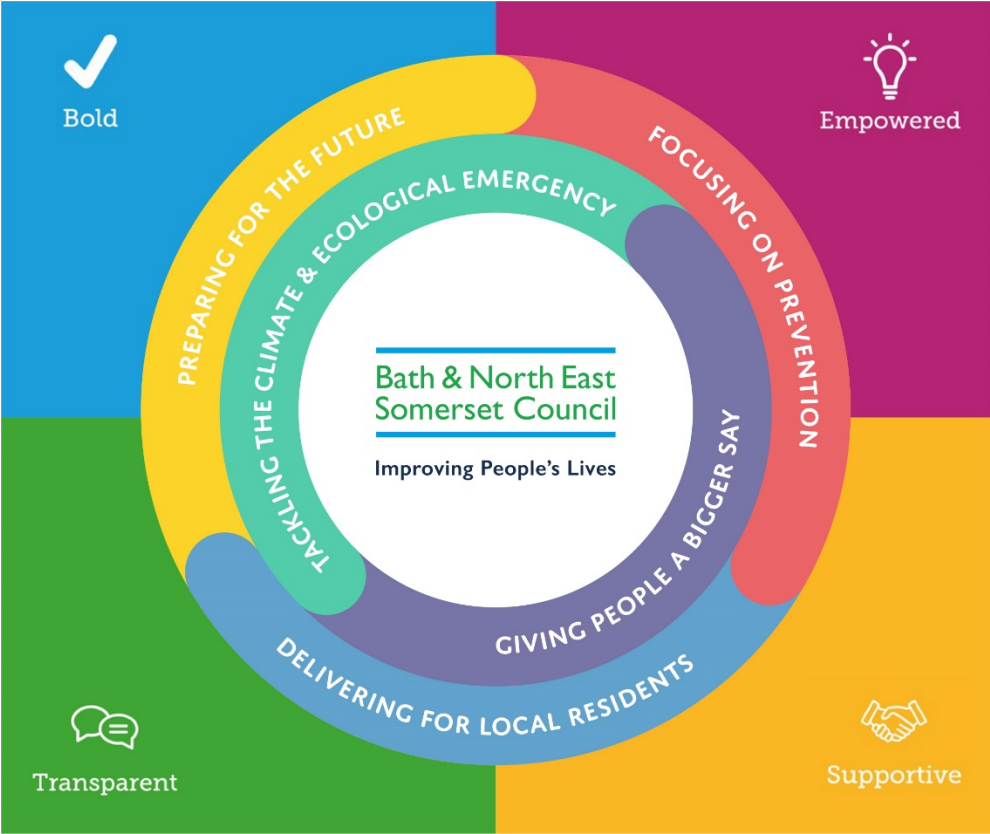 Bold
Empowered
PREPARING FOR THE FUTURE
FOCUSING ON PREVENTION
TACKLING THE CLIMATE & ECOLOGICAL EMERGENCY
Bath & North East
Somerset Council
Improving People's Lives
GIVING PEOPLE A BIGGER SAY
DELIVERING FOR LOCAL RESIDENTS
Transparent
Supportive